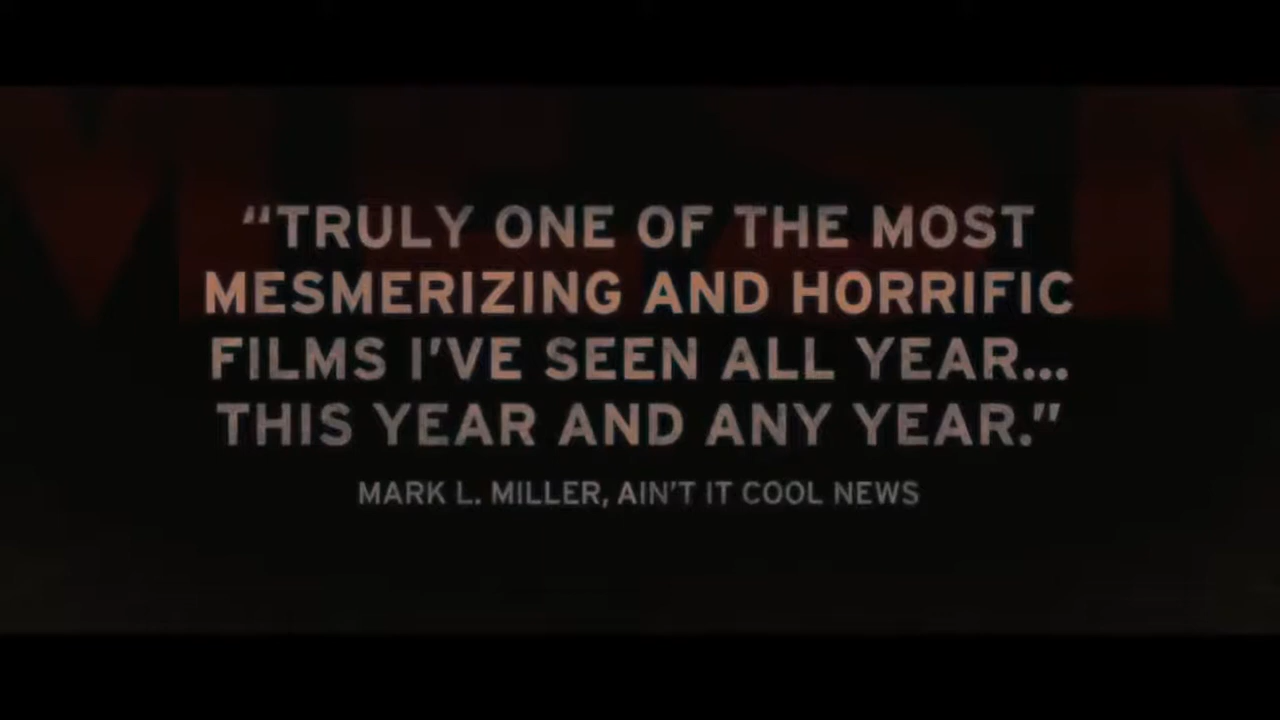 “TRULY ONE OF THE MOST
MESMERIZING AND HORRIFIC
FILMS I’VE SEEN ALL YEAR...
THIS YEAR AND ANY YEAR.”
MARK L. MILLER, AIN’T IT COOL NEWS